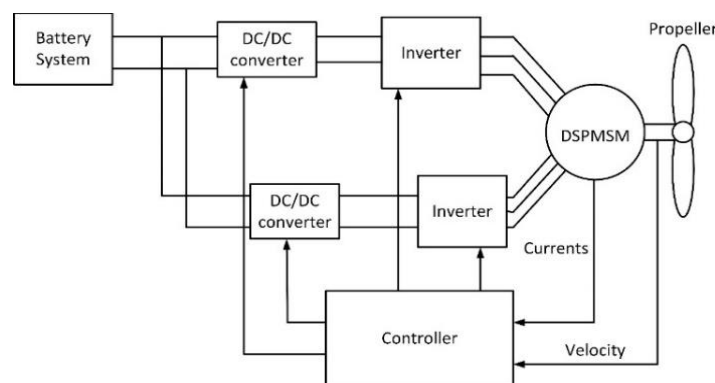 Battery
System
DC/DC
converter
Inverter
Propeller
DSPMSM
DC/DC
converter
Inverter
Currents
Controller
Velocity